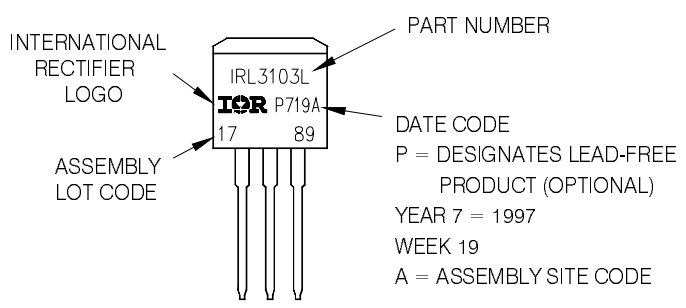 INTERNATIONAL
RECTIFIER
LOGO
PART NUMBER
IRL3103L
IOR P719A
17 89
ASSEMBLY
LOT CODE
DATE CODE
P = DESIGNATES LEAD-FREE
PRODUCT (OPTIONAL)
YEAR 7 = 1997
WEEK 19
A = ASSEMBLY SITE CODE